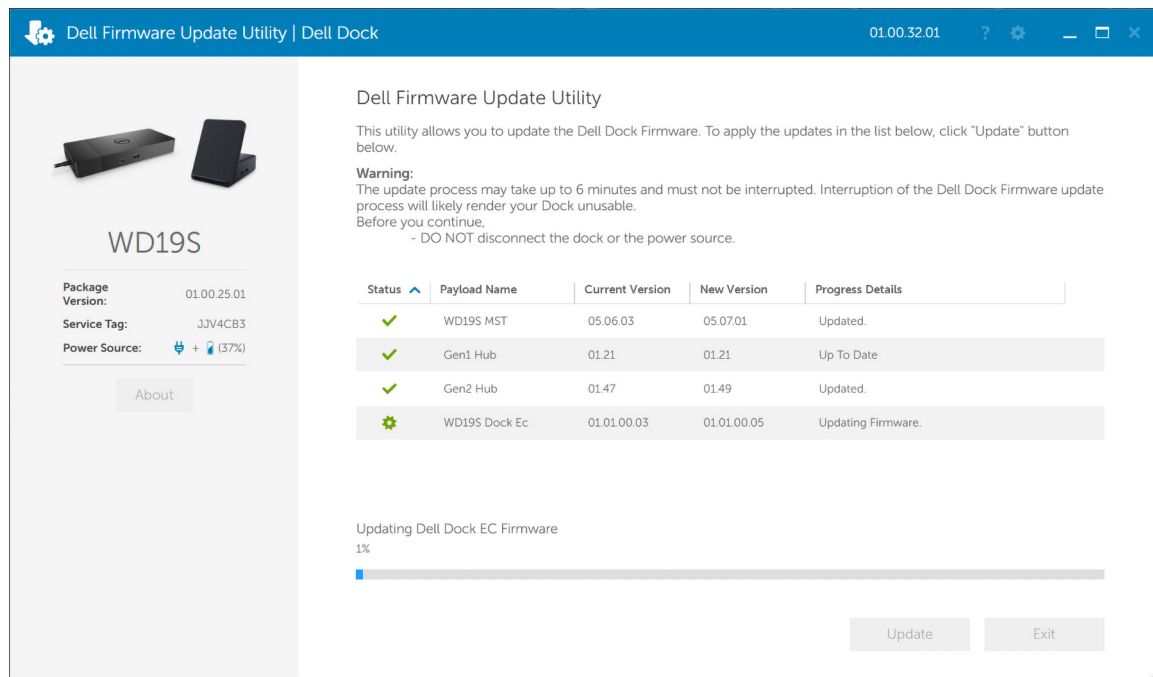 Dell Firmware Update Utility | Dell Dock
01.00.32.01
?
WD19S
Package Version: 01.00.25.01
Service Tag: JJV4CB3
Power Source: + (37%)
About
Dell Firmware Update Utility
This utility allows you to update the Dell Dock Firmware. To apply the updates in the list below, click "Update" button
below.
Warning:
The update process may take up to 6 minutes and must not be interrupted. Interruption of the Dell Dock Firmware update
process will likely render your Dock unusable.
Before you continue,
- DO NOT disconnect the dock or the power source.
Status Payload Name Current Version New Version Progress Details
WD19S MST 05.06.03 05.07.01 Updated.
Gen1 Hub 01.21 01.21 Up To Date
Gen2 Hub 01.47 01.49 Updated.
WD19S Dock Ec 01.01.00.03 01.01.00.05 Updating Firmware.
Updating Dell Dock EC Firmware
1%
Update Exit